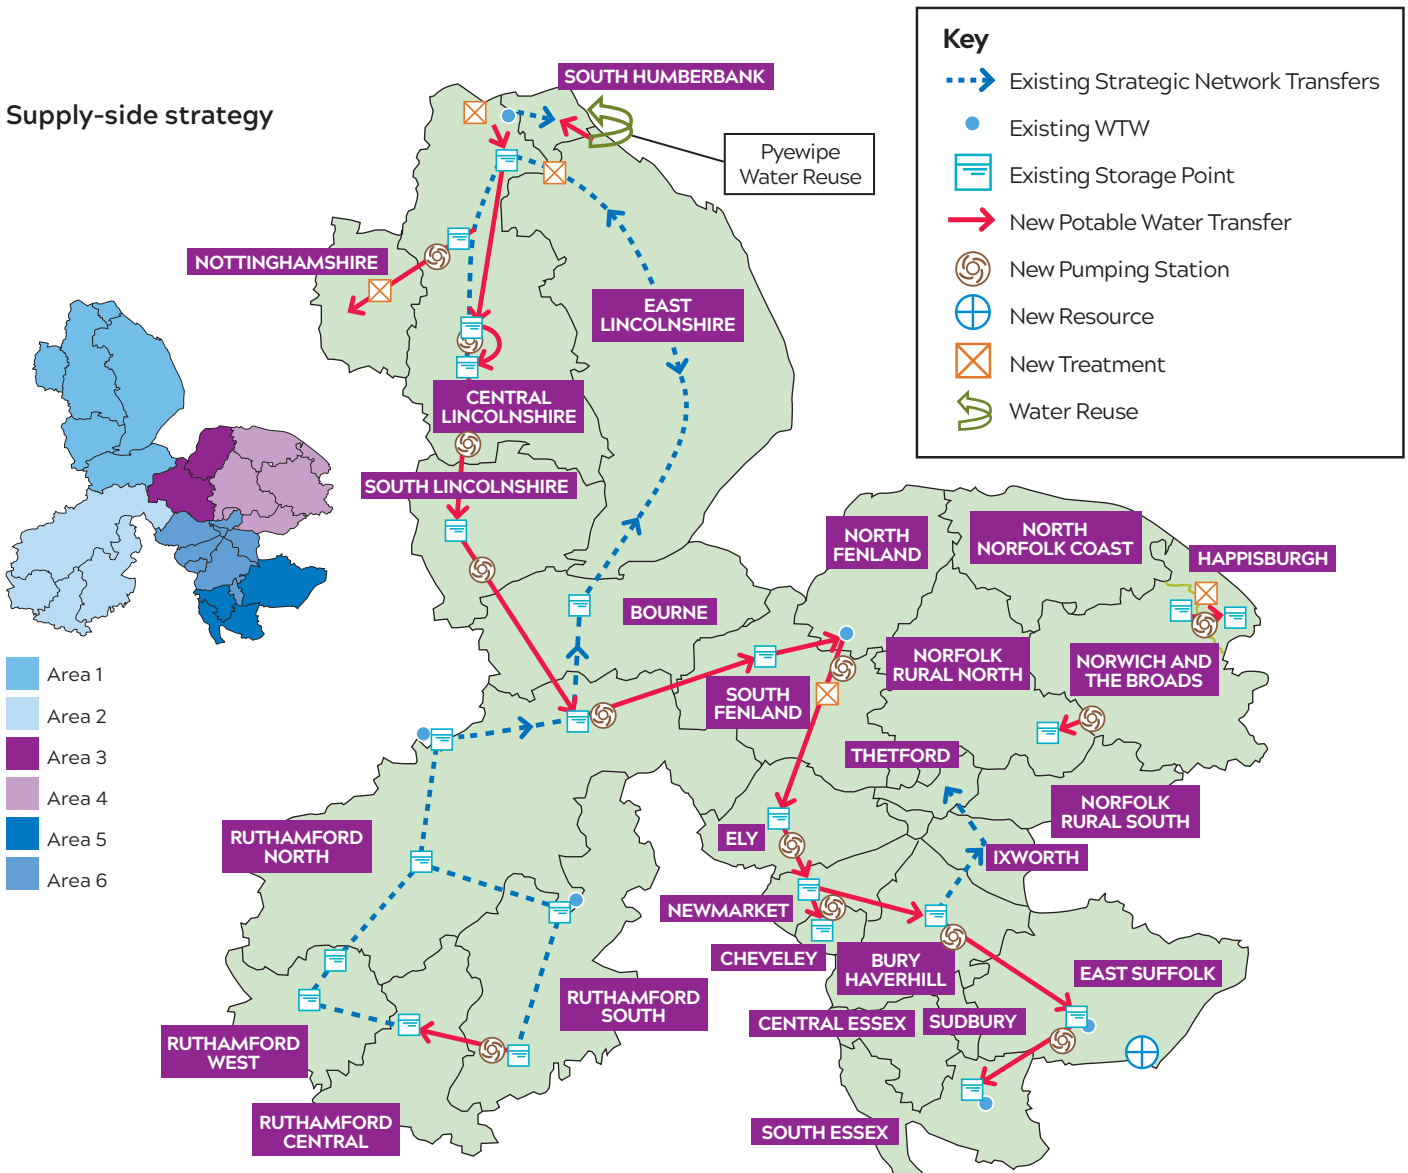 Supply-side strategy
SOUTH HUMBERBANK
Pyewipe
Water Reuse
Key
Existing Strategic Network Transfers
Existing WTW
Existing Storage Point
New Potable Water Transfer
New Pumping Station
New Resource
New Treatment
Water Reuse
NOTTINGHAMSHIRE
EAST
LINCOLNSHIRE
CENTRAL
LINCOLNSHIRE
SOUTH LINCOLNSHIRE
NORTH
FENLAND
NORTH
NORFOLK COAST
HAPPISBURGH
BOURNE
NORFOLK
RURAL NORTH
NORWICH AND
THE BROADS
SOUTH
FENLAND
THETFORD
NORFOLK
RURAL SOUTH
Area 1
Area 2
Area 3
Area 4
Area 5
Area 6
RUTHAMFORD
NORTH
ELY
IXWORTH
NEWMARKET
CHEVELEY
BURY
HAVERHILL
EAST SUFFOLK
RUTHAMFORD
SOUTH
CENTRAL ESSEX
SUDBURY
RUTHAMFORD
WEST
RUTHAMFORD
CENTRAL
SOUTH ESSEX